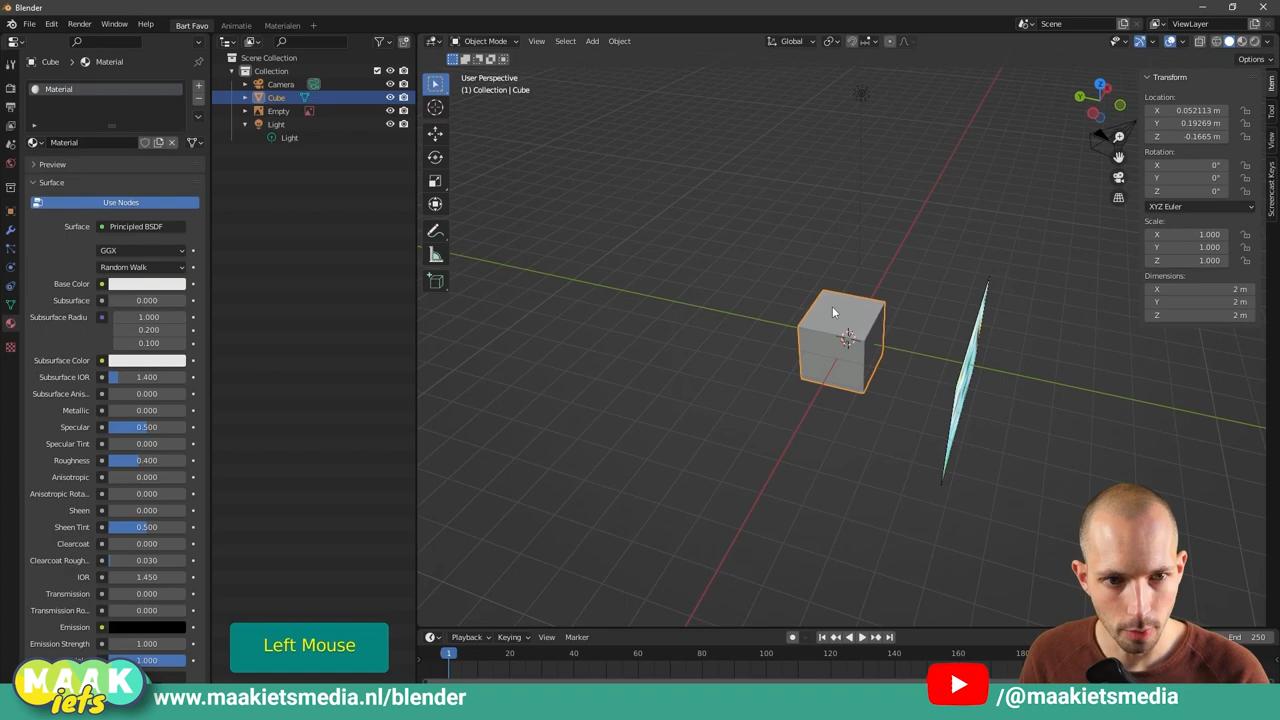 Blender
File Edit Render Window Help Bart Favo Animatie Materialen + Scene ViewLayer
Object Mode View Select Add Object Global Options
Cube > Material
Material
Material
Preview
Surface
Use Nodes
Surface Principled BSDF
GGX
Random Walk
Base Color
Subsurface 0.000
Subsurface Radiu 1.000
0.200
0.100
Subsurface Color
Subsurface IOR 1.400
Subsurface Anis.. 0.000
Metallic 0.000
Specular 0.500
Specular Tint 0.000
Roughness 0.400
Anisotropic 0.000
Anisotropic Rota.. 0.000
Sheen 0.000
Sheen Tint 0.500
Clearcoat 0.000
Clearcoat Rough.. 0.030
IOR 1.450
Transmission 0.000
Transmission Ro.. 0.000
Emission
Emission Strength 1.000
1.000
Scene Collection
Collection
Camera
Cube
Empty
Light
Light
User Perspective
(1) Collection | Cube
Z
Y
Transform
Location:
X 0.052113 m
Y 0.19269 m
Z -0.1665 m
Rotation:
X 0°
Y 0°
Z 0°
XYZ Euler
Scale:
X 1.000
Y 1.000
Z 1.000
Dimensions:
X 2 m
Y 2 m
Z 2 m
Item
Tool
View
Screencast Keys
Left Mouse
Playback Keying View Marker End 250
1 20 40 60 80 100 120 140 160 180
MAAK
iets
www.maakietsmedia.nl/blender
/@maakietsmedia